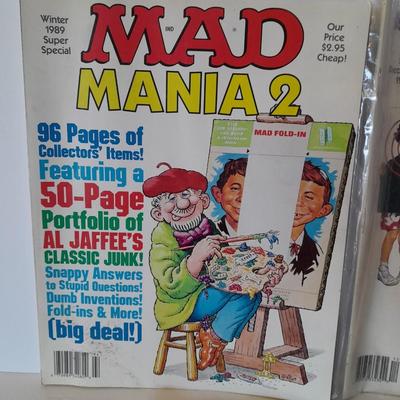 Winter
1989
Super
Special
MAD
IND
Our
Price
$2.95
Cheap!
MANIA 2
96 Pages of
Collectors' Items!
Featuring a
50-Page
Portfolio of
AL JAFFEE'S
CLASSIC JUNK!
Snappy Answers
to Stupid Questions!
Dumb Inventions!
Fold-ins & More!
(big deal!)
MAD FOLD-IN